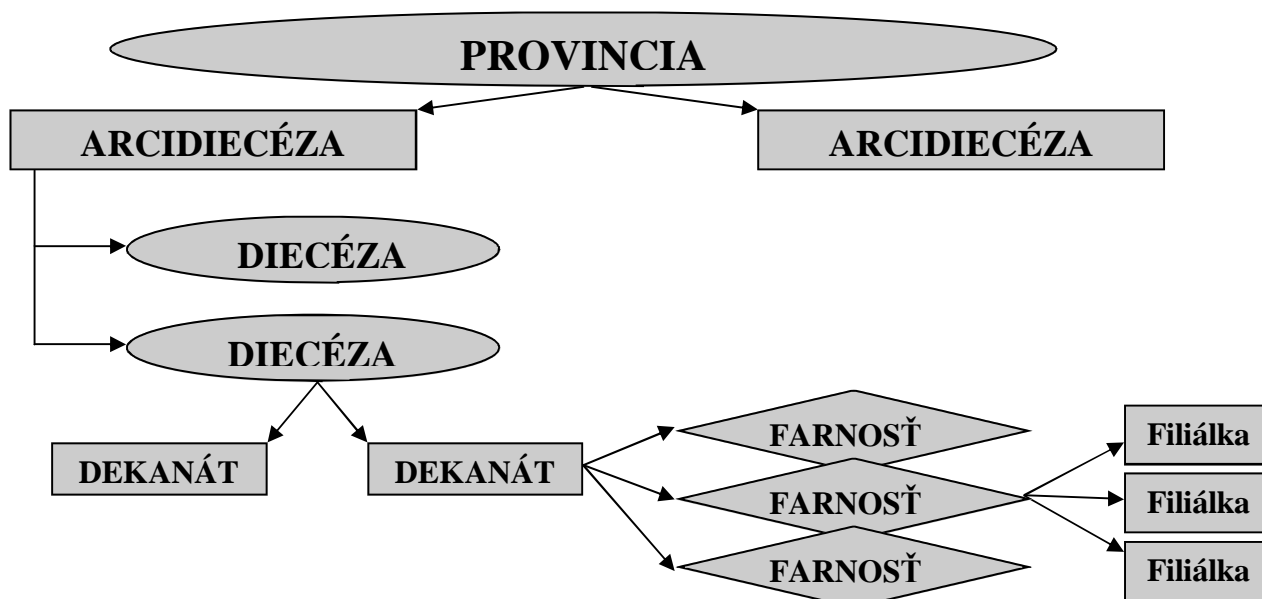 PROVINCIA
ARCIDIECÉZA
ARCIDIECÉZA
DIECÉZA
DIECÉZA
DEKANÁT
DEKANÁT
FARNOSŤ
FARNOSŤ
FARNOSŤ
Filiálka
Filiálka
Filiálka